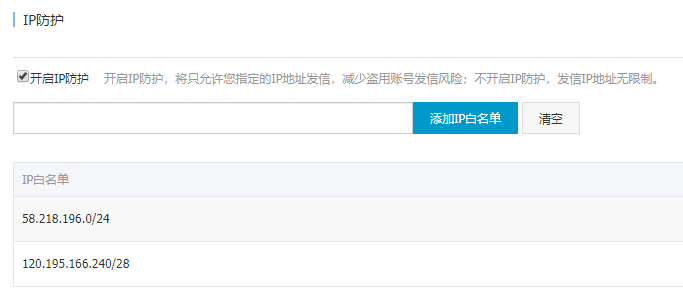 IP防护
开启IP防护 开启IP防护，将只允许您指定的IP地址发信，减少盗用账号发信风险；不开启IP防护，发信IP地址无限制。
添加IP白名单 清空
IP白名单
58.218.196.0/24
120.195.166.240/28